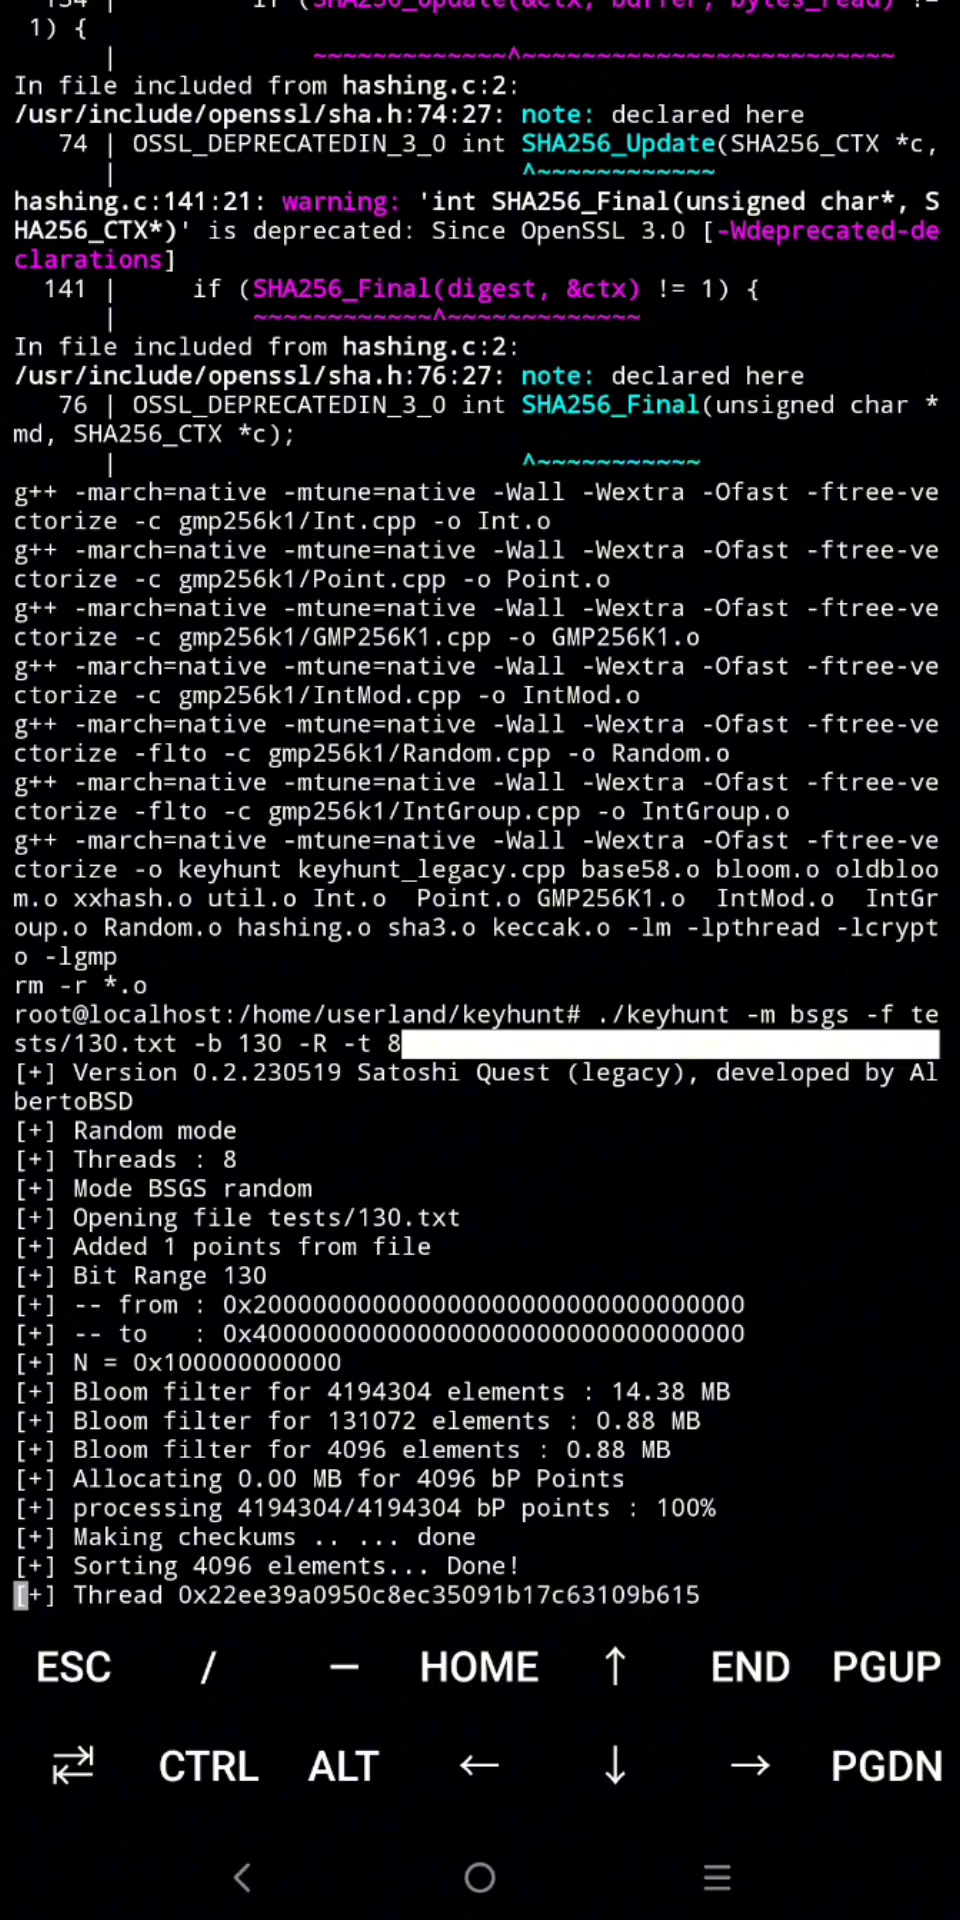 134 |         if (SHA256_Update(&ctx, buffer, bytes_read) !=
1) {
      |             ~~~~~~~~~~~~~^~~~~~~~~~~~~~~~~~~~~~~~~~
In file included from hashing.c:2:
/usr/include/openssl/sha.h:74:27: note: declared here
   74 | OSSL_DEPRECATEDIN_3_0 int SHA256_Update(SHA256_CTX *c,
      |                           ^~~~~~~~~~~~~
hashing.c:141:21: warning: 'int SHA256_Final(unsigned char*, S
HA256_CTX*)' is deprecated: Since OpenSSL 3.0 [-Wdeprecated-de
clarations]
  141 |     if (SHA256_Final(digest, &ctx) != 1) {
      |         ~~~~~~~~~~~~^~~~~~~~~~~~~~
In file included from hashing.c:2:
/usr/include/openssl/sha.h:76:27: note: declared here
   76 | OSSL_DEPRECATEDIN_3_0 int SHA256_Final(unsigned char *
md, SHA256_CTX *c);
      |                           ^~~~~~~~~~~~
g++ -march=native -mtune=native -Wall -Wextra -Ofast -ftree-ve
ctorize -c gmp256k1/Int.cpp -o Int.o
g++ -march=native -mtune=native -Wall -Wextra -Ofast -ftree-ve
ctorize -c gmp256k1/Point.cpp -o Point.o
g++ -march=native -mtune=native -Wall -Wextra -Ofast -ftree-ve
ctorize -c gmp256k1/GMP256K1.cpp -o GMP256K1.o
g++ -march=native -mtune=native -Wall -Wextra -Ofast -ftree-ve
ctorize -c gmp256k1/IntMod.cpp -o IntMod.o
g++ -march=native -mtune=native -Wall -Wextra -Ofast -ftree-ve
ctorize -flto -c gmp256k1/Random.cpp -o Random.o
g++ -march=native -mtune=native -Wall -Wextra -Ofast -ftree-ve
ctorize -flto -c gmp256k1/IntGroup.cpp -o IntGroup.o
g++ -march=native -mtune=native -Wall -Wextra -Ofast -ftree-ve
ctorize -o keyhunt keyhunt_legacy.cpp base58.o bloom.o oldbloo
m.o xxhash.o util.o Int.o  Point.o GMP256K1.o  IntMod.o  IntGr
oup.o Random.o hashing.o sha3.o keccak.o -lm -lpthread -lcrypt
o -lgmp
rm -r *.o
root@localhost:/home/userland/keyhunt# ./keyhunt -m bsgs -f te
sts/130.txt -b 130 -R -t 8
[+] Version 0.2.230519 Satoshi Quest (legacy), developed by Al
bertoBSD
[+] Random mode
[+] Threads : 8
[+] Mode BSGS random
[+] Opening file tests/130.txt
[+] Added 1 points from file
[+] Bit Range 130
[+] -- from : 0x200000000000000000000000000000000
[+] -- to   : 0x400000000000000000000000000000000
[+] N = 0x100000000000
[+] Bloom filter for 4194304 elements : 14.38 MB
[+] Bloom filter for 131072 elements : 0.88 MB
[+] Bloom filter for 4096 elements : 0.88 MB
[+] Allocating 0.00 MB for 4096 bP Points
[+] processing 4194304/4194304 bP points : 100%
[+] Making checkums .. ... done
[+] Sorting 4096 elements... Done!
[+] Thread 0x22ee39a0950c8ec35091b17c63109b615
ESC / — HOME ↑ END PGUP
⇄ CTRL ALT ← ↓ → PGDN